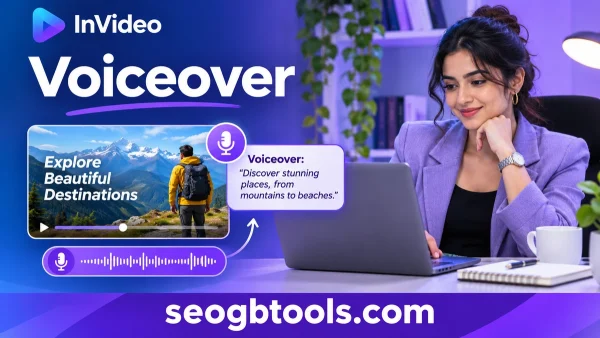 InVideo
Voiceover
Explore
Beautiful
Destinations
Voiceover:
"Discover stunning
places, from
mountains to beaches."
seogbtools.com